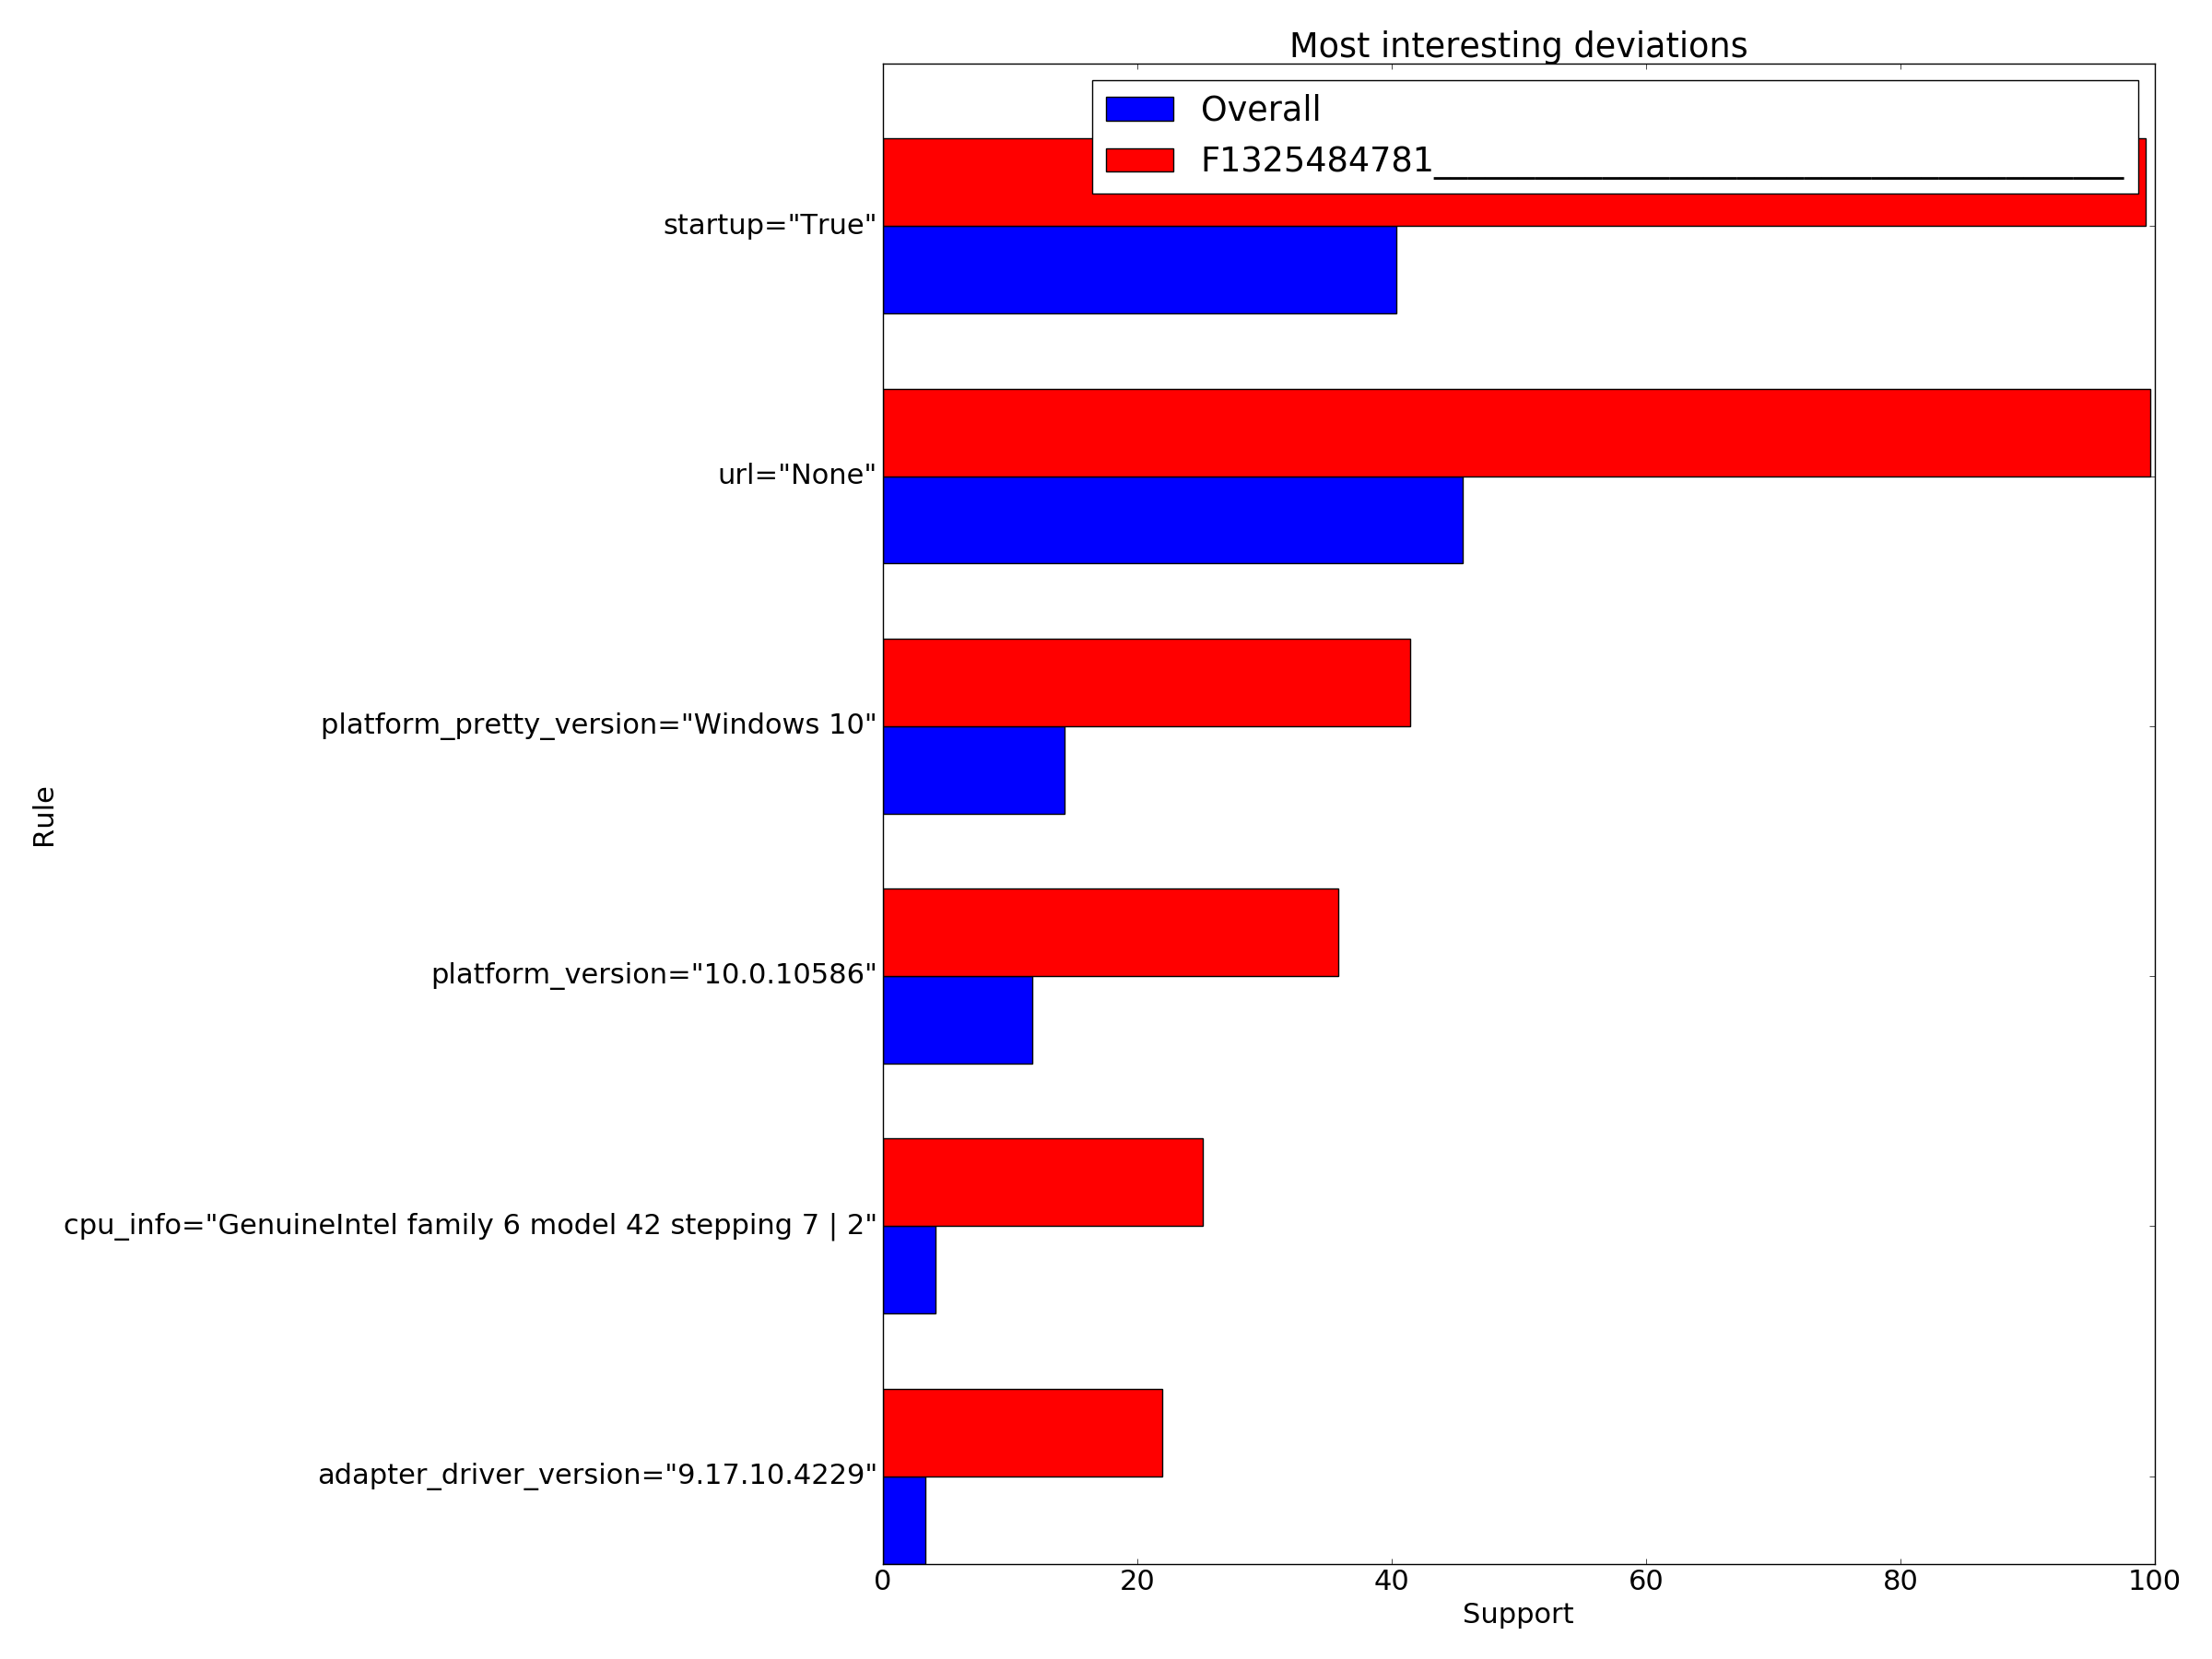 Most interesting deviations
Overall
F1325484781_________________________________________
startup="True"
url="None"
platform_pretty_version="Windows 10"
platform_version="10.0.10586"
cpu_info="GenuineIntel family 6 model 42 stepping 7 | 2"
adapter_driver_version="9.17.10.4229"
Rule
0 20 40 60 80 100
Support